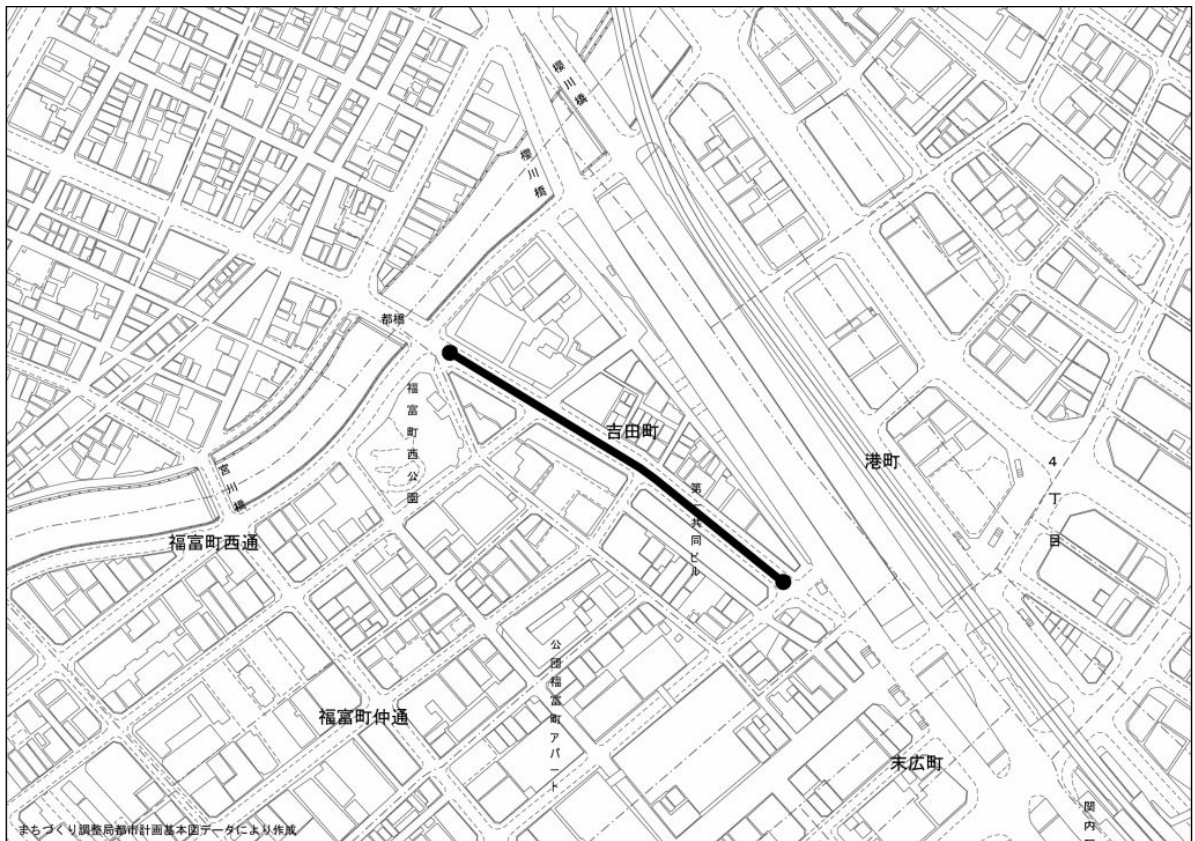 櫻川橋
櫻川橋
都橋
福富町西公園
吉田町
港町
4丁目
宮川橋
第一共同ビル
福富町西通
公団福富町アパート
福富町仲通
末広町
関内
まちづくり調整局都市計画基本図データにより作成